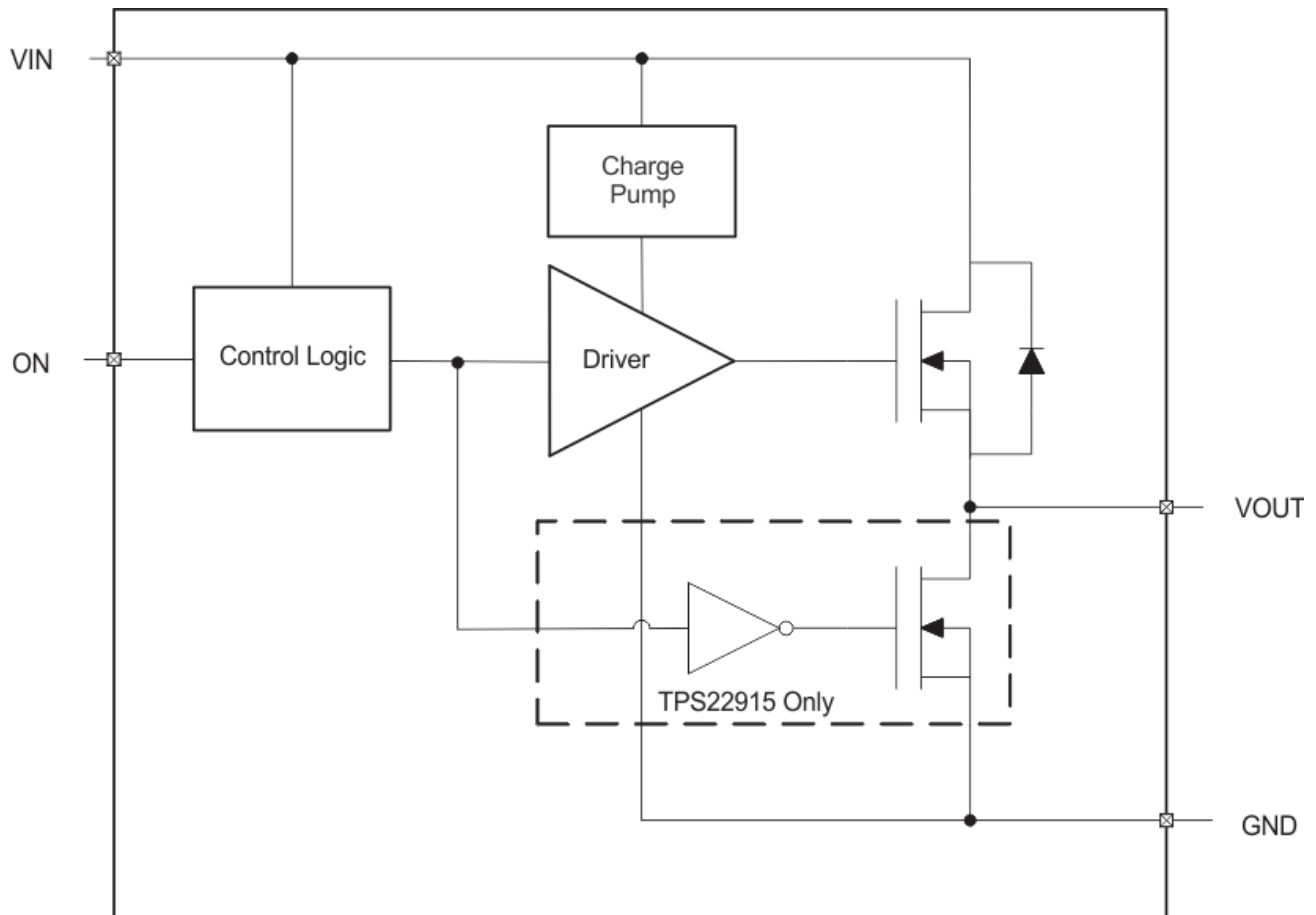 VIN
Charge
Pump
ON
Control Logic
Driver
VOUT
TPS22915 Only
GND